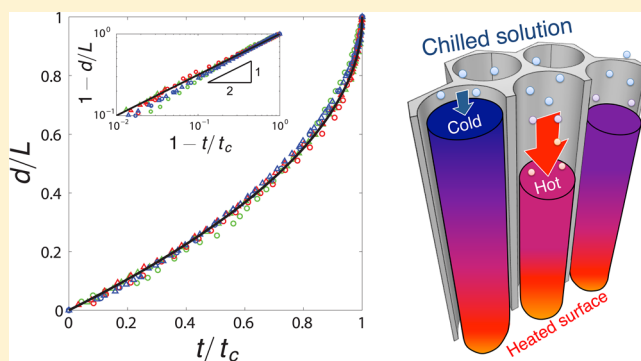 1
0.8
0.6
0.4
0.2
0
d/L
0
0.2
0.4
0.6
0.8
1
t/t_c
10^0
10^-1
1 − d/L
10^-2
10^-1
10^0
1 − t/t_c
1
2
Chilled solution
Cold
Hot
Heated surface